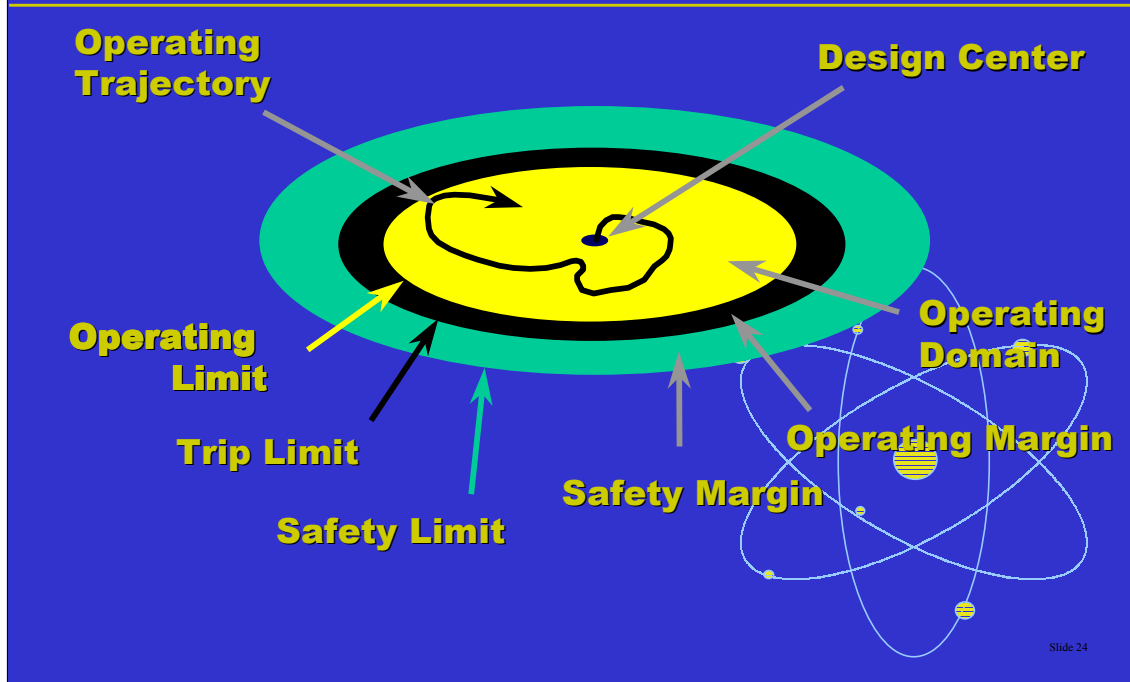 Operating
Trajectory
Design Center
Operating
Limit
Operating
Domain
Trip Limit
Operating Margin
Safety Margin
Safety Limit
Slide 24